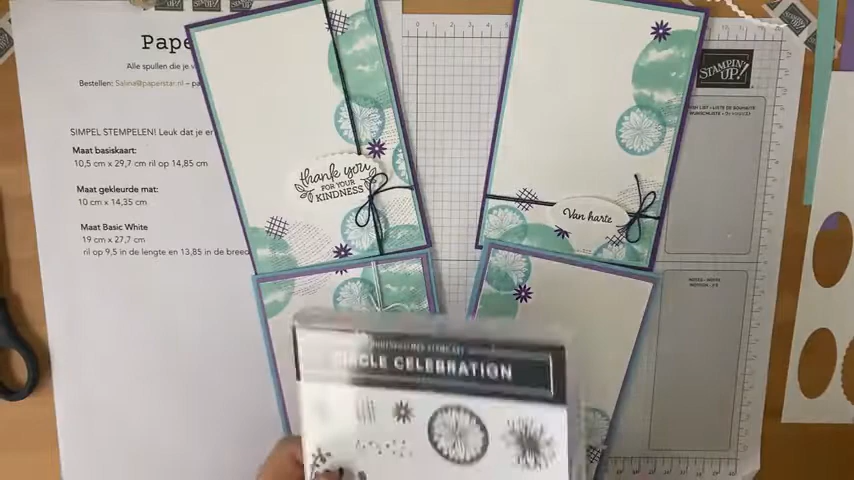 Pape
Alle spullen die je v
Bestellen: Salina@paperstar.nl – pa
SIMPEL STEMPELEN! Leuk dat je er
Maat basiskaart:
10,5 cm x 29,7 cm ril op 14,85 cm
Maat gekleurde mat:
10 cm x 14,35 cm
Maat Basic White
19 cm x 27,7 cm
ril op 9,5 in de lengte en 13,85 in de breed
thank you
FOR YOUR
KINDNESS
Van harte
STAMPIN' UP!
CIRCLE CELEBRATION